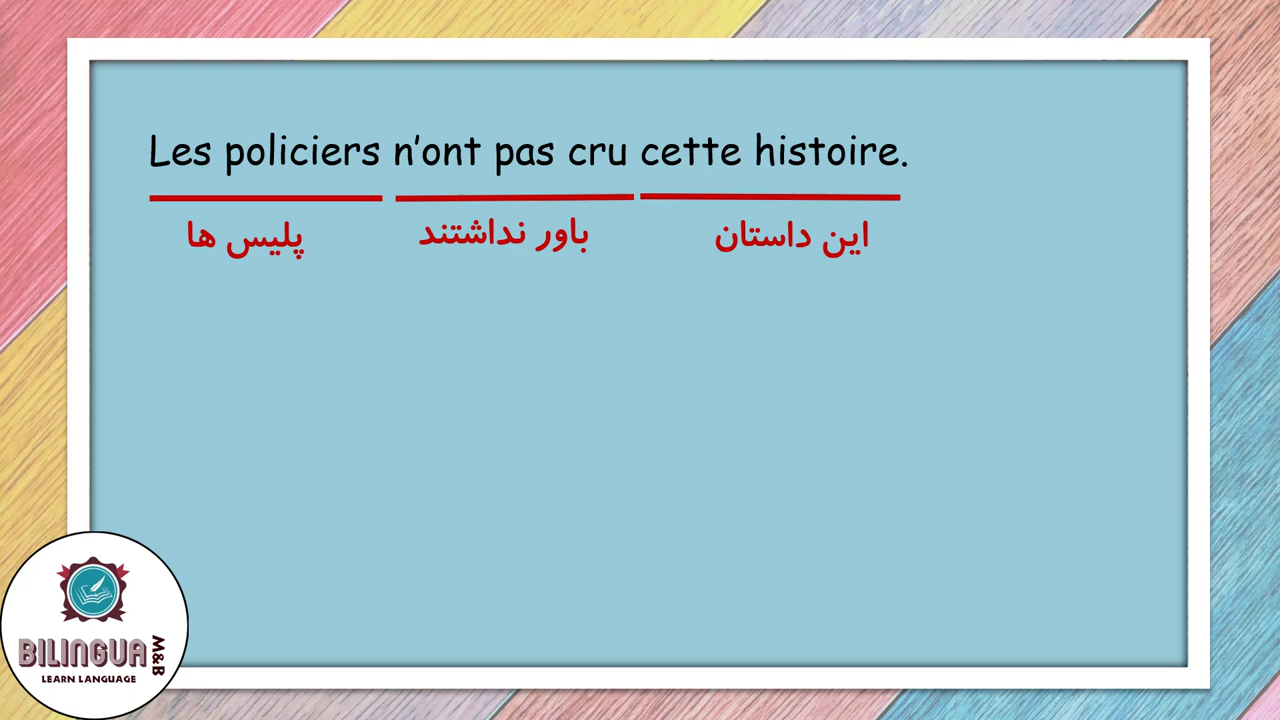 Les policiers n'ont pas cru cette histoire.
پلیس ها باور نداشتند این داستان
BILINGUA M&B
LEARN LANGUAGE